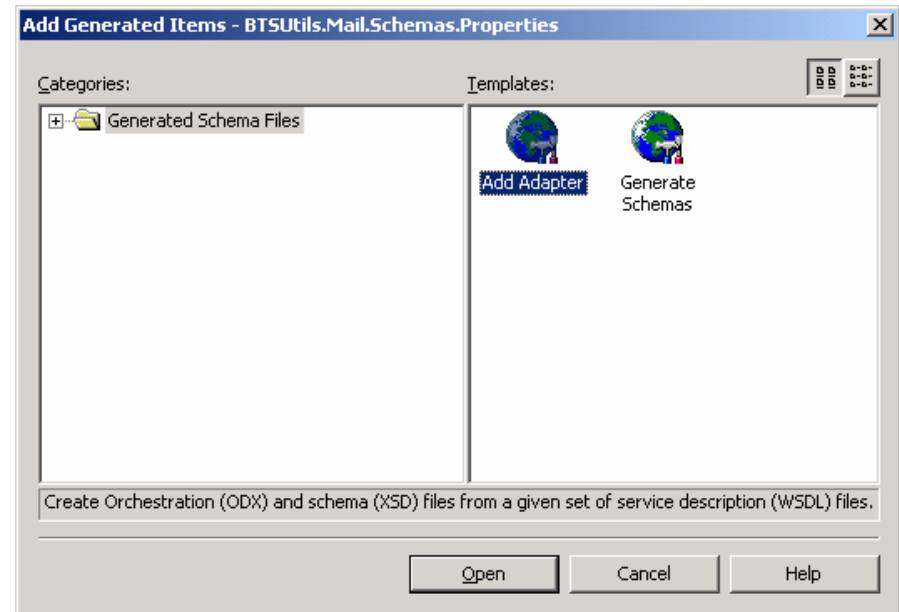 Add Generated Items - BTSUtils.Mail.Schemas.Properties
Categories:
Templates:
Generated Schema Files
Add Adapter
Generate
Schemas
Create Orchestration (ODX) and schema (XSD) files from a given set of service description (WSDL) files.
Open
Cancel
Help